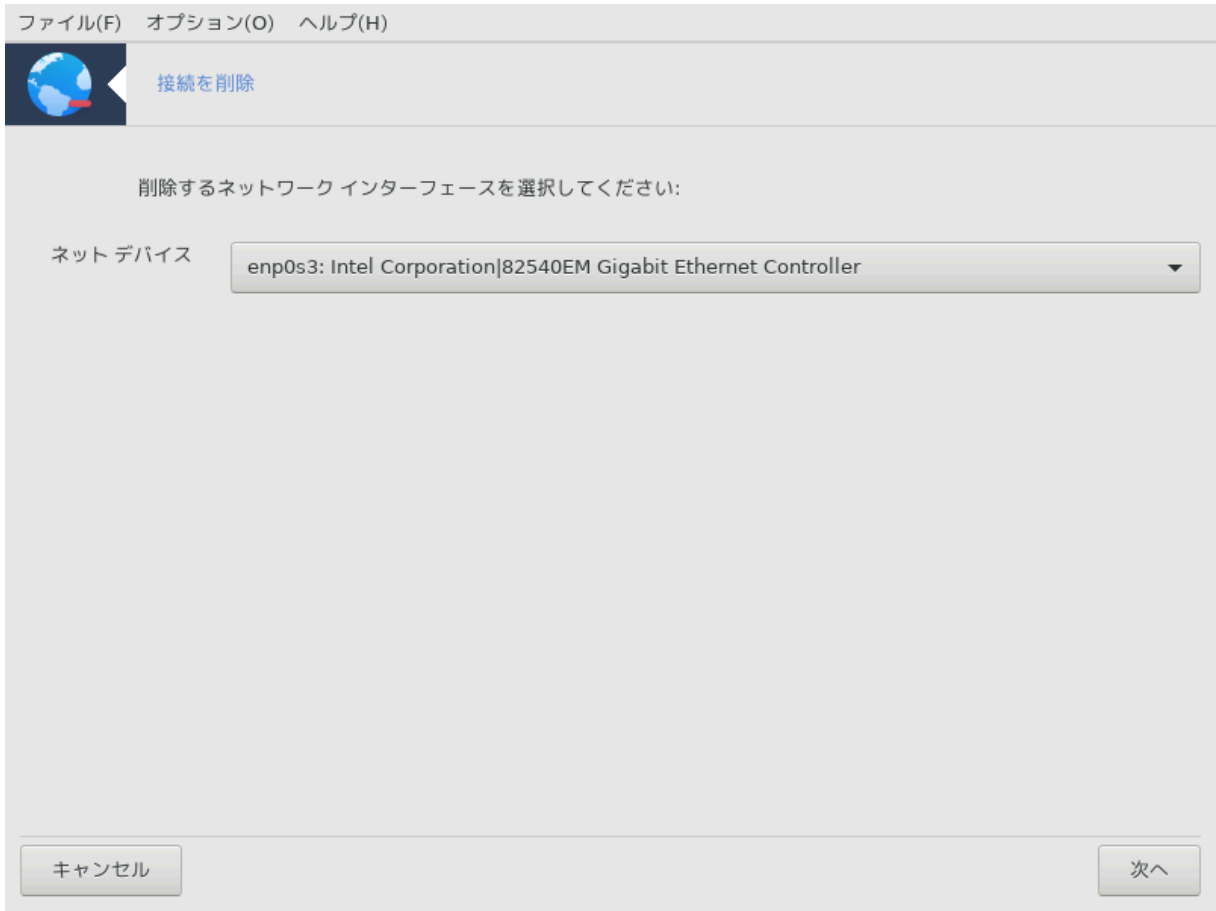 ファイル(F) オプション(O) ヘルプ(H)
接続を削除
削除するネットワーク インターフェースを選択してください:
ネット デバイス
enp0s3: Intel Corporation|82540EM Gigabit Ethernet Controller
キャンセル
次へ